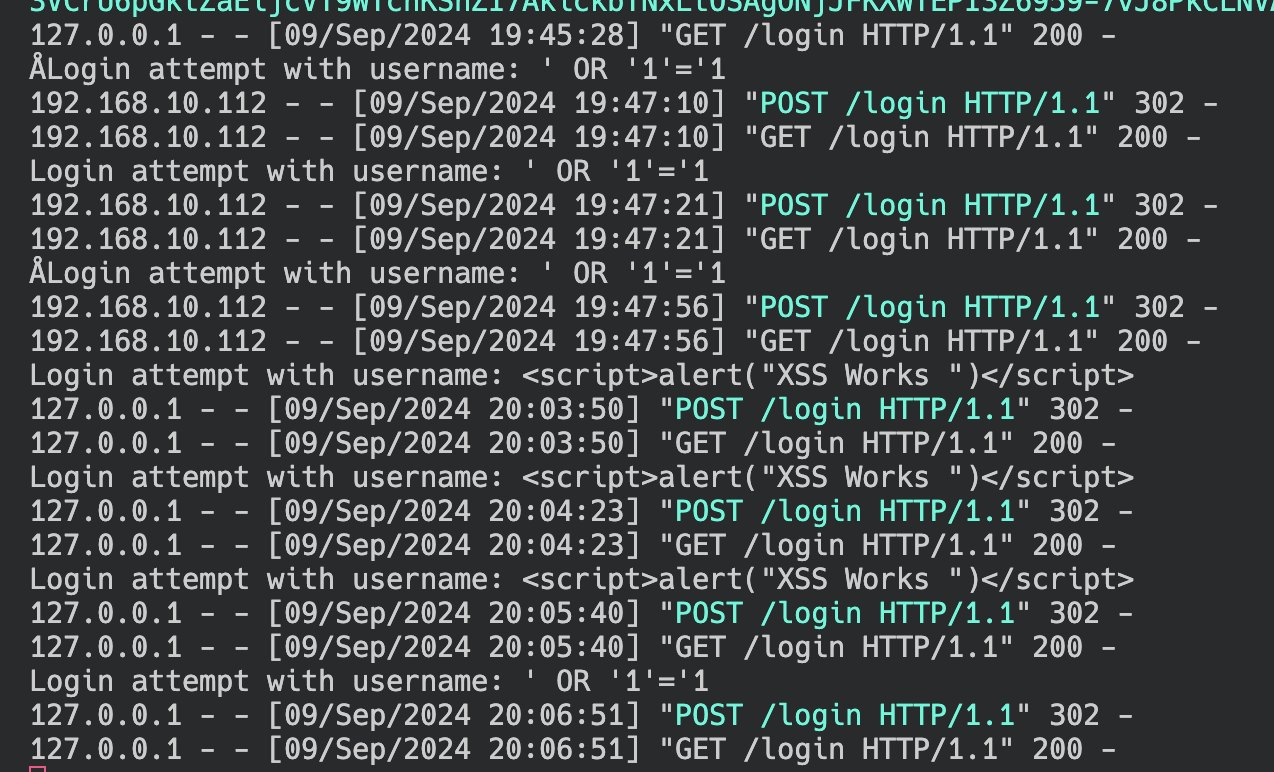 127.0.0.1 - - [09/Sep/2024 19:45:28] "GET /login HTTP/1.1" 200 -
ÅLogin attempt with username: ' OR '1'='1
192.168.10.112 - - [09/Sep/2024 19:47:10] "POST /login HTTP/1.1" 302 -
192.168.10.112 - - [09/Sep/2024 19:47:10] "GET /login HTTP/1.1" 200 -
Login attempt with username: ' OR '1'='1
192.168.10.112 - - [09/Sep/2024 19:47:21] "POST /login HTTP/1.1" 302 -
192.168.10.112 - - [09/Sep/2024 19:47:21] "GET /login HTTP/1.1" 200 -
ÅLogin attempt with username: ' OR '1'='1
192.168.10.112 - - [09/Sep/2024 19:47:56] "POST /login HTTP/1.1" 302 -
192.168.10.112 - - [09/Sep/2024 19:47:56] "GET /login HTTP/1.1" 200 -
Login attempt with username: <script>alert("XSS Works ")</script>
127.0.0.1 - - [09/Sep/2024 20:03:50] "POST /login HTTP/1.1" 302 -
127.0.0.1 - - [09/Sep/2024 20:03:50] "GET /login HTTP/1.1" 200 -
Login attempt with username: <script>alert("XSS Works ")</script>
127.0.0.1 - - [09/Sep/2024 20:04:23] "POST /login HTTP/1.1" 302 -
127.0.0.1 - - [09/Sep/2024 20:04:23] "GET /login HTTP/1.1" 200 -
Login attempt with username: <script>alert("XSS Works ")</script>
127.0.0.1 - - [09/Sep/2024 20:05:40] "POST /login HTTP/1.1" 302 -
127.0.0.1 - - [09/Sep/2024 20:05:40] "GET /login HTTP/1.1" 200 -
Login attempt with username: ' OR '1'='1
127.0.0.1 - - [09/Sep/2024 20:06:51] "POST /login HTTP/1.1" 302 -
127.0.0.1 - - [09/Sep/2024 20:06:51] "GET /login HTTP/1.1" 200 -